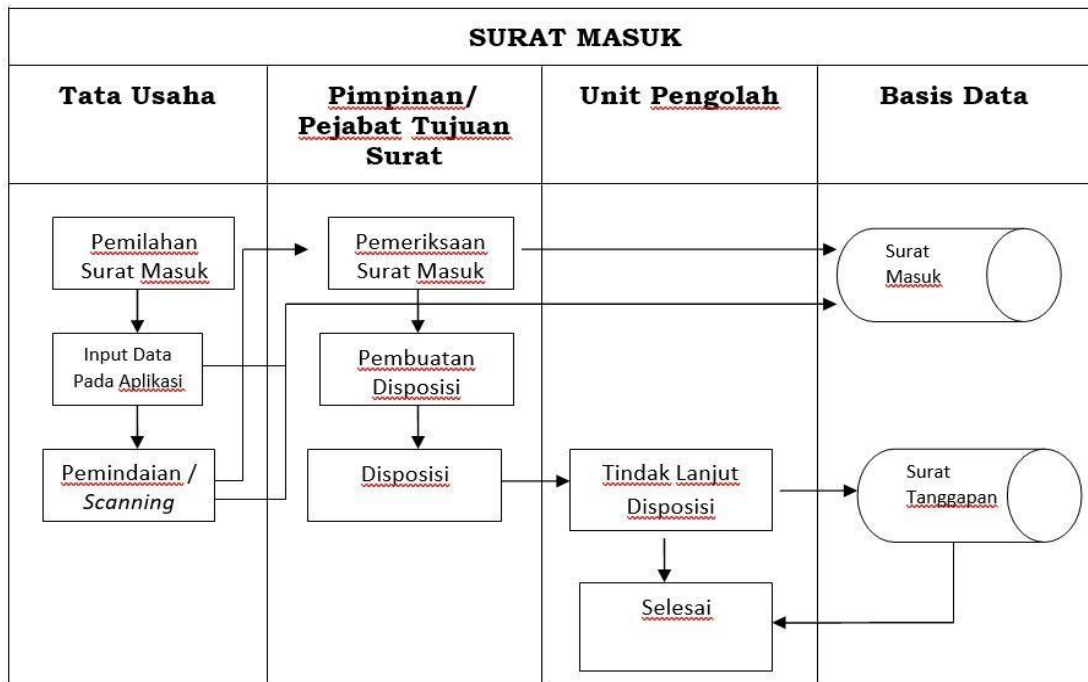 SURAT MASUK
Tata Usaha
Pimpinan/
Pejabat Tujuan
Surat
Unit Pengolah
Basis Data
Pemilahan
Surat Masuk
Pemeriksaan
Surat Masuk
Surat
Masuk
Input Data
Pada Aplikasi
Pembuatan
Disposisi
Pemindaian /
Scanning
Disposisi
Tindak Lanjut
Disposisi
Surat
Tanggapan
Selesai